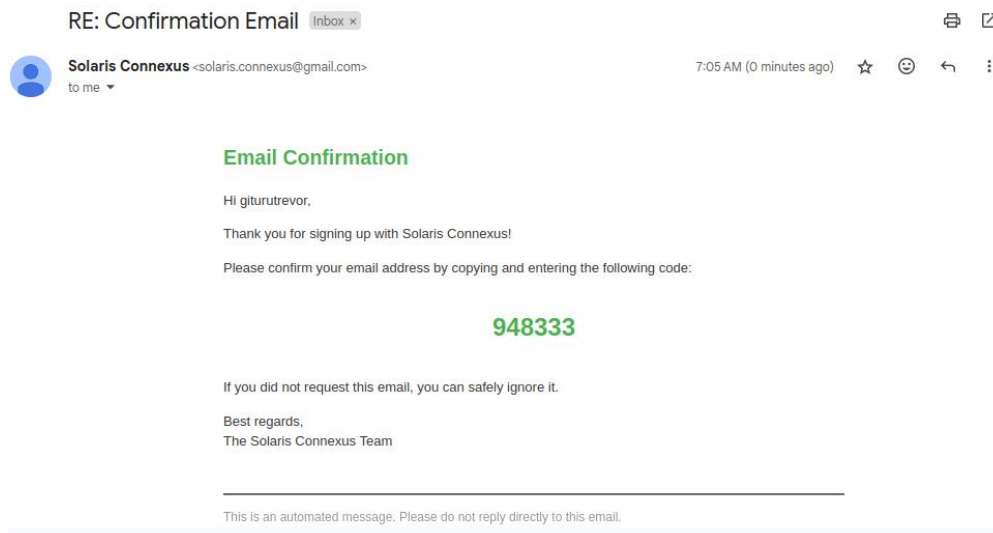 RE: Confirmation Email Inbox ×
Solaris Connexus <solaris.connexus@gmail.com> 7:05 AM (0 minutes ago)
to me
Email Confirmation
Hi giturutrevor,
Thank you for signing up with Solaris Connexus!
Please confirm your email address by copying and entering the following code:
948333
If you did not request this email, you can safely ignore it.
Best regards,
The Solaris Connexus Team
This is an automated message. Please do not reply directly to this email.